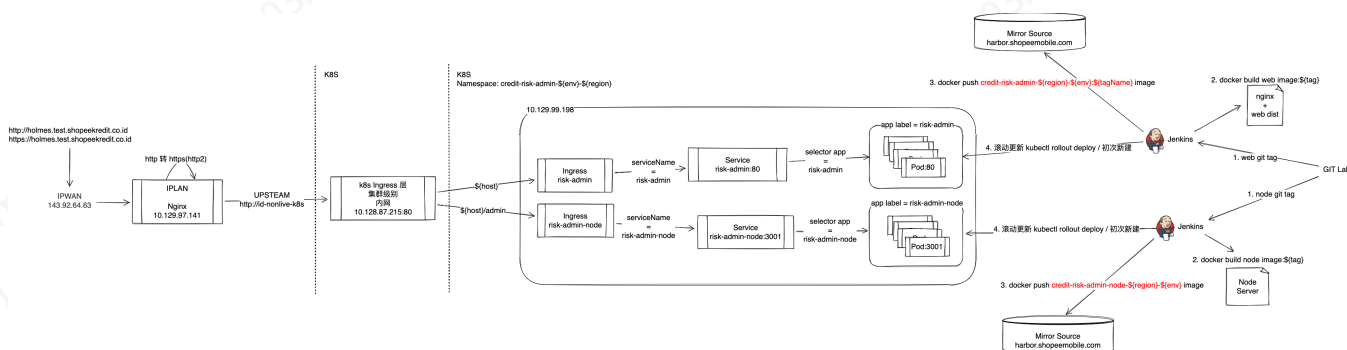 http://holmes.test.shopeekredit.co.id
https://holmes.test.shopeekredit.co.id
IPWAN
143.92.64.63
http 转 https(http2)
IPLAN
Nginx
10.129.97.141
UPSTEAM
http://id-nonlive-k8s
K8S
k8s Ingress 层
集群级别
内网
10.128.87.215:80
K8S
Namespace: credit-risk-admin-${env}-${region}
${host}
${host}/admin
10.129.99.198
Ingress
risk-admin
serviceName
=
risk-admin
Service
risk-admin:80
selector app
=
risk-admin
app label = risk-admin
Pod:80
Ingress
risk-admin-node
serviceName
=
risk-admin-node
Service
risk-admin-node:3001
selector app
=
risk-admin-node
app label = risk-admin-node
Pod:3001
Mirror Source
harbor.shopeemobile.com
3. docker push credit-risk-admin-${region}-${env}:${tagName} image
2. docker build web image:${tag}
nginx
+
web dist
Jenkins
4. 滚动更新 kubectl rollout deploy / 初次新建
1. web git tag
GIT Lal
1. node git tag
4. 滚动更新 kubectl rollout deploy / 初次新建
Jenkins
2. docker build node image:${tag}
Node
Server
3. docker push credit-risk-admin-node-${region}-${env} image
Mirror Source
harbor.shopeemobile.com